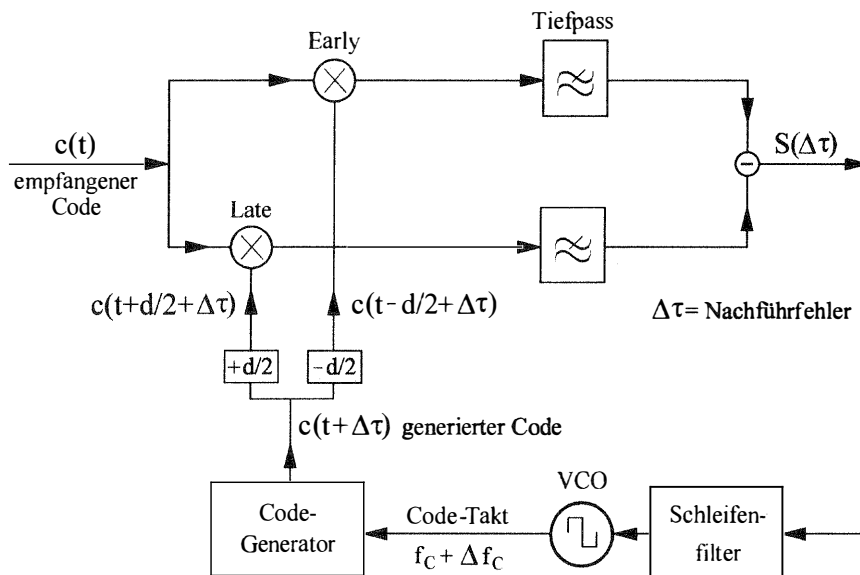 Tiefpass
Early
c(t)
empfangener
Code
S(Δτ)
Late
c(t+d/2+Δτ)
c(t−d/2+Δτ)
Δτ= Nachführfehler
+d/2
−d/2
c(t+Δτ) generierter Code
VCO
Code-
Generator
Code-Takt
f_C + Δf_C
Schleifen-
filter